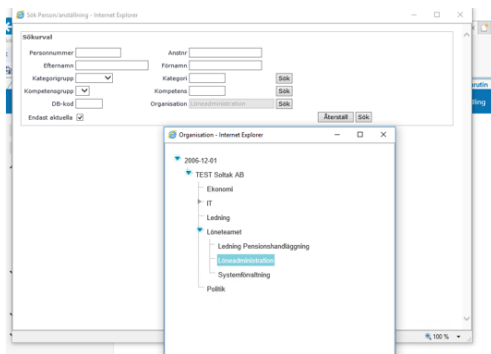 Sök Person/anställning - Internet Explorer
Sökurval
Personnummer Anstnr
Efternamn Förnamn
Kategorigrupp Kategori Sök
Kompetensgrupp Kompetens Sök
DB-kod Organisation Löneadministration Sök
Endast aktuella Återställ Sök
rutin
lling
Organisation - Internet Explorer
2006-12-01
TEST Soltak AB
Ekonomi
IT
Ledning
Löneteamet
Ledning Pensionshandläggning
Löneadministration
Systemförvaltning
Politik
100 %